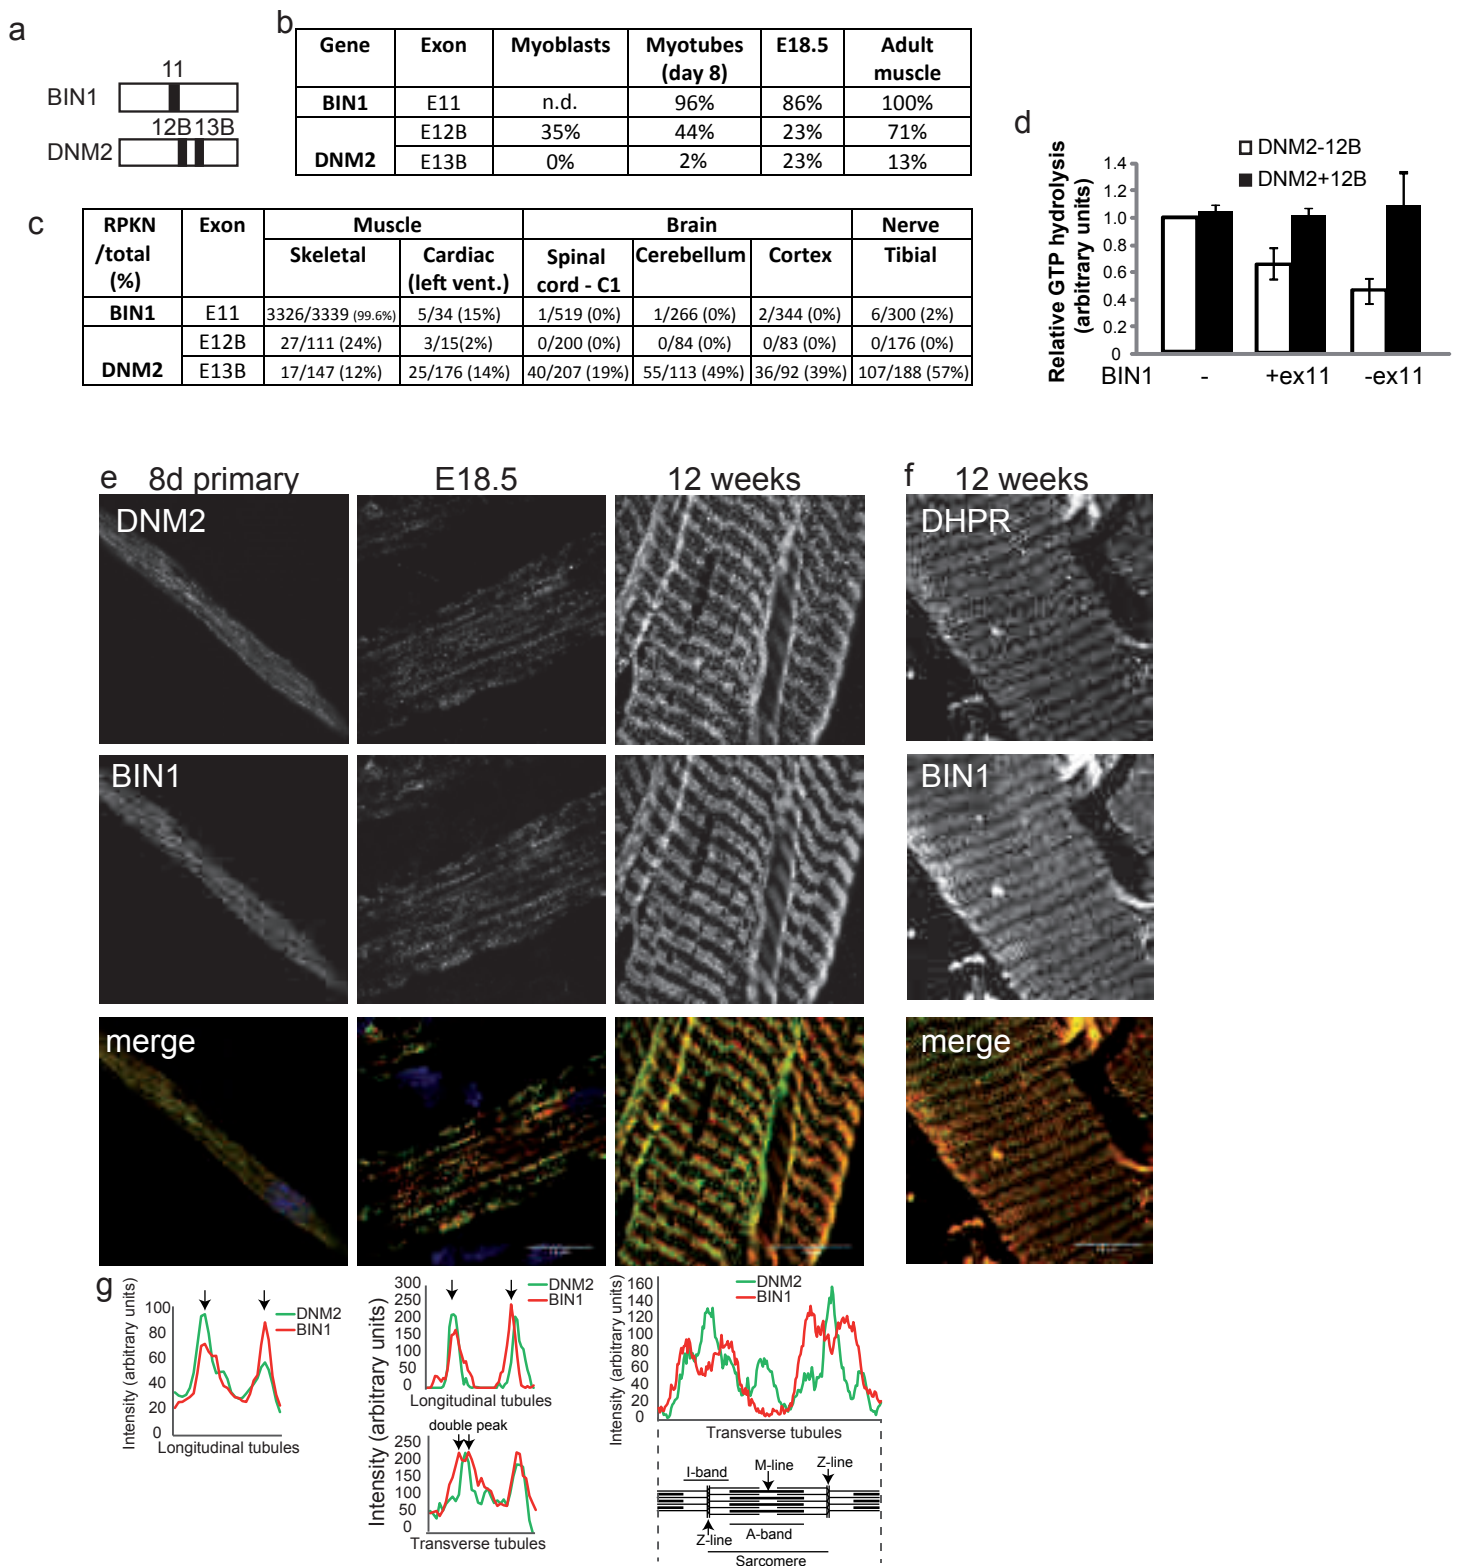 a
11
BIN1
12B 13B
DNM2
b
Gene Exon Myoblasts Myotubes (day 8) E18.5 Adult muscle
BIN1 E11 n.d. 96% 86% 100%
DNM2 E12B 35% 44% 23% 71%
E13B 0% 2% 23% 13%
c
RPKN /total (%) Exon Muscle Brain Nerve
Skeletal Cardiac (left vent.) Spinal cord - C1 Cerebellum Cortex Tibial
BIN1 E11 3326/3339 (99.6%) 5/34 (15%) 1/519 (0%) 1/266 (0%) 2/344 (0%) 6/300 (2%)
DNM2 E12B 27/111 (24%) 3/15(2%) 0/200 (0%) 0/84 (0%) 0/83 (0%) 0/176 (0%)
E13B 17/147 (12%) 25/176 (14%) 40/207 (19%) 55/113 (49%) 36/92 (39%) 107/188 (57%)
d
DNM2-12B
DNM2+12B
Relative GTP hydrolysis
(arbitrary units)
1.4
1.2
1.0
0.8
0.6
0.4
0.2
0
BIN1 - +ex11 -ex11
e 8d primary E18.5 12 weeks
DNM2
BIN1
merge
f 12 weeks
DHPR
BIN1
merge
g
Intensity (arbitrary units)
100
80
60
40
20
0
DNM2
BIN1
Longitudinal tubules
Intensity (arbitrary units)
300
250
200
150
100
50
0
DNM2
BIN1
Longitudinal tubules
double peak
250
200
150
100
50
0
Transverse tubules
Intensity (arbitrary units)
160
140
120
100
80
60
40
20
0
DNM2
BIN1
Transverse tubules
I-band M-line Z-line
Z-line A-band
Sarcomere